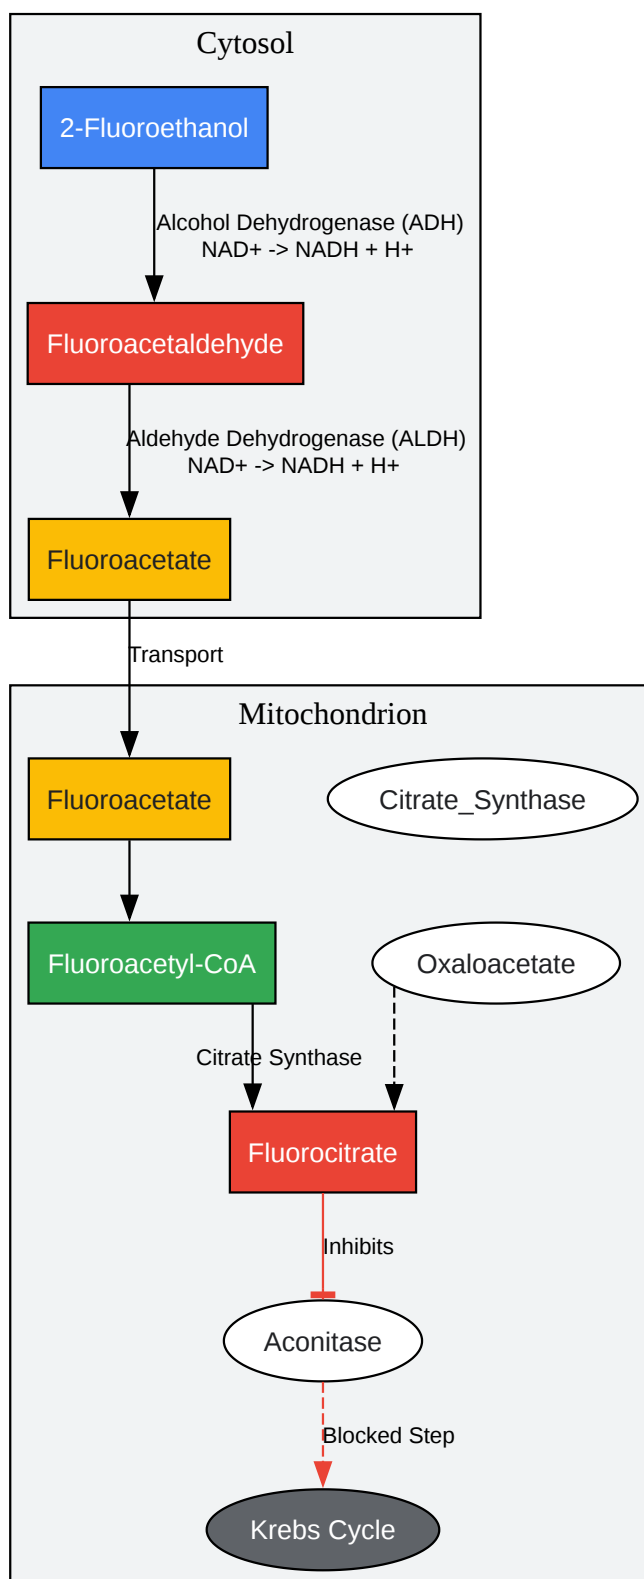 Cytosol
2-Fluoroethanol
Alcohol Dehydrogenase (ADH)
NAD+ -> NADH + H+
Fluoroacetaldehyde
Aldehyde Dehydrogenase (ALDH)
NAD+ -> NADH + H+
Fluoroacetate
Transport
Mitochondrion
Fluoroacetate
Citrate_Synthase
Fluoroacetyl-CoA
Oxaloacetate
Citrate Synthase
Fluorocitrate
Inhibits
Aconitase
Blocked Step
Krebs Cycle